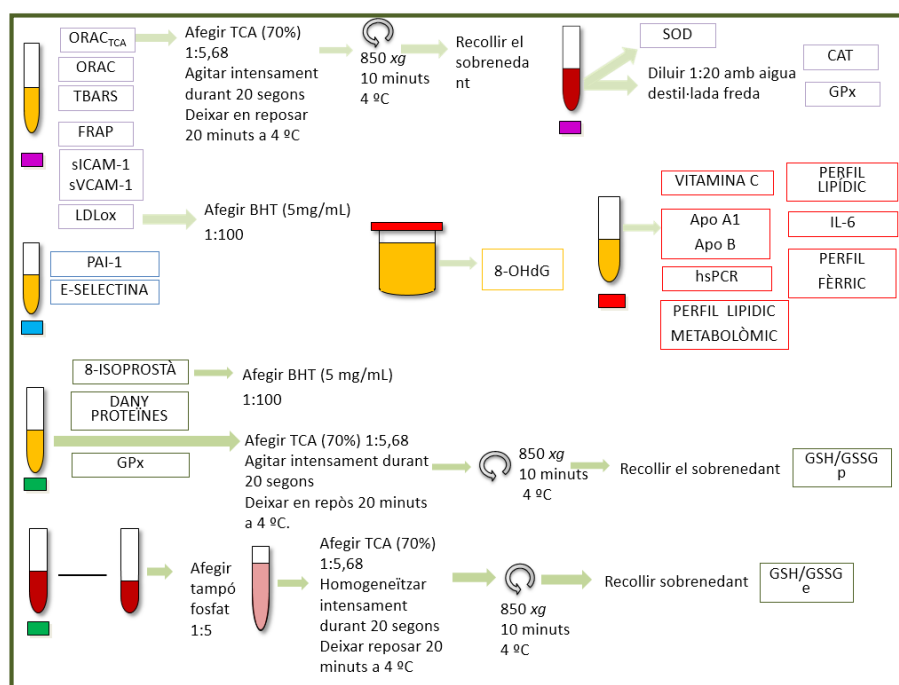 ORACTCA
ORAC
TBARS
FRAP
sICAM-1
sVCAM-1
LDLox
Afegir TCA (70%)
1:5,68
Agitar intensament
durant 20 segons
Deixar en reposar
20 minuts a 4 ºC
850 xg
10 minuts
4 ºC
Recollir el
sobreneda
nt
SOD
Diluir 1:20 amb aigua
destil·lada freda
CAT
GPx
Afegir BHT (5mg/mL)
1:100
PAI-1
E-SELECTINA
8-OHdG
VITAMINA C
Apo A1
Apo B
hsPCR
PERFIL LIPIDIC
METABOLÒMIC
PERFIL
LIPÍDIC
IL-6
PERFIL
FÈRRIC
8-ISOPROSTÀ
Afegir BHT (5 mg/mL)
1:100
DANY
PROTEÏNES
GPx
Afegir TCA (70%) 1:5,68
Agitar intensament durant
20 segons
Deixar en repòs 20 minuts
a 4 ºC.
850 xg
10 minuts
4 ºC
Recollir el sobrenedant
GSH/GSSG
p
Afegir
tampó
fosfat
1:5
Afegir TCA (70%)
1:5,68
Homogeneïtzar
intensament
durant 20 segons
Deixar reposar 20
minuts a 4 ºC
850 xg
10 minuts
4 ºC
Recollir sobrenedant
GSH/GSSG
e